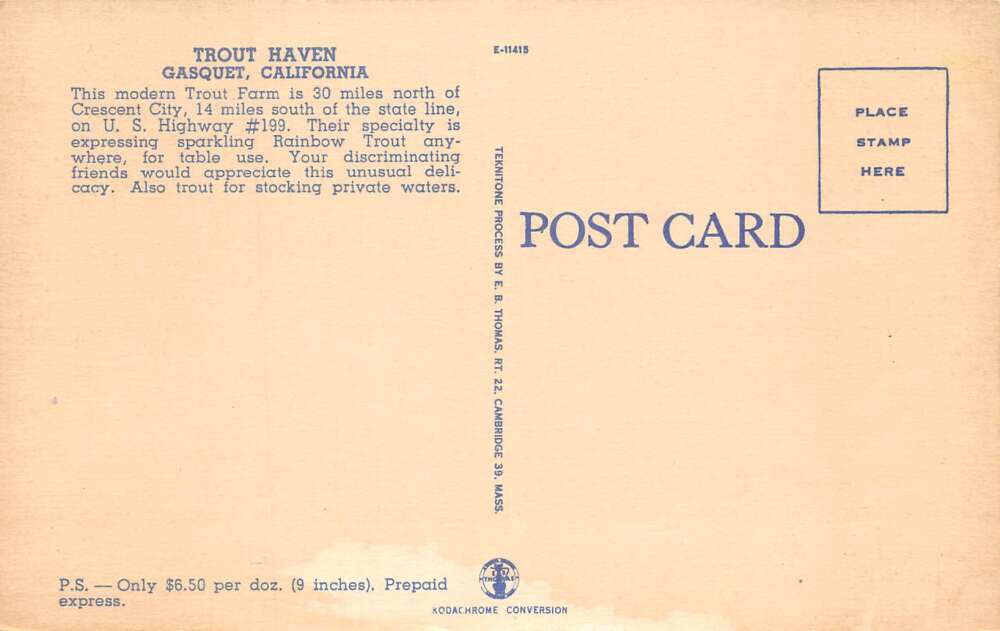 TROUT HAVEN
GASQUET, CALIFORNIA
This modern Trout Farm is 30 miles north of
Crescent City, 14 miles south of the state line,
on U. S. Highway #199. Their specialty is
expressing sparkling Rainbow Trout any-
where, for table use. Your discriminating
friends would appreciate this unusual deli-
cacy. Also trout for stocking private waters.
P.S. — Only $6.50 per doz. (9 inches). Prepaid
express.
E-11415
TEKNITONE PROCESS BY E. B. THOMAS, RT. 22, CAMBRIDGE 39, MASS.
THOMAS
KODACHROME CONVERSION
POST CARD
PLACE
STAMP
HERE